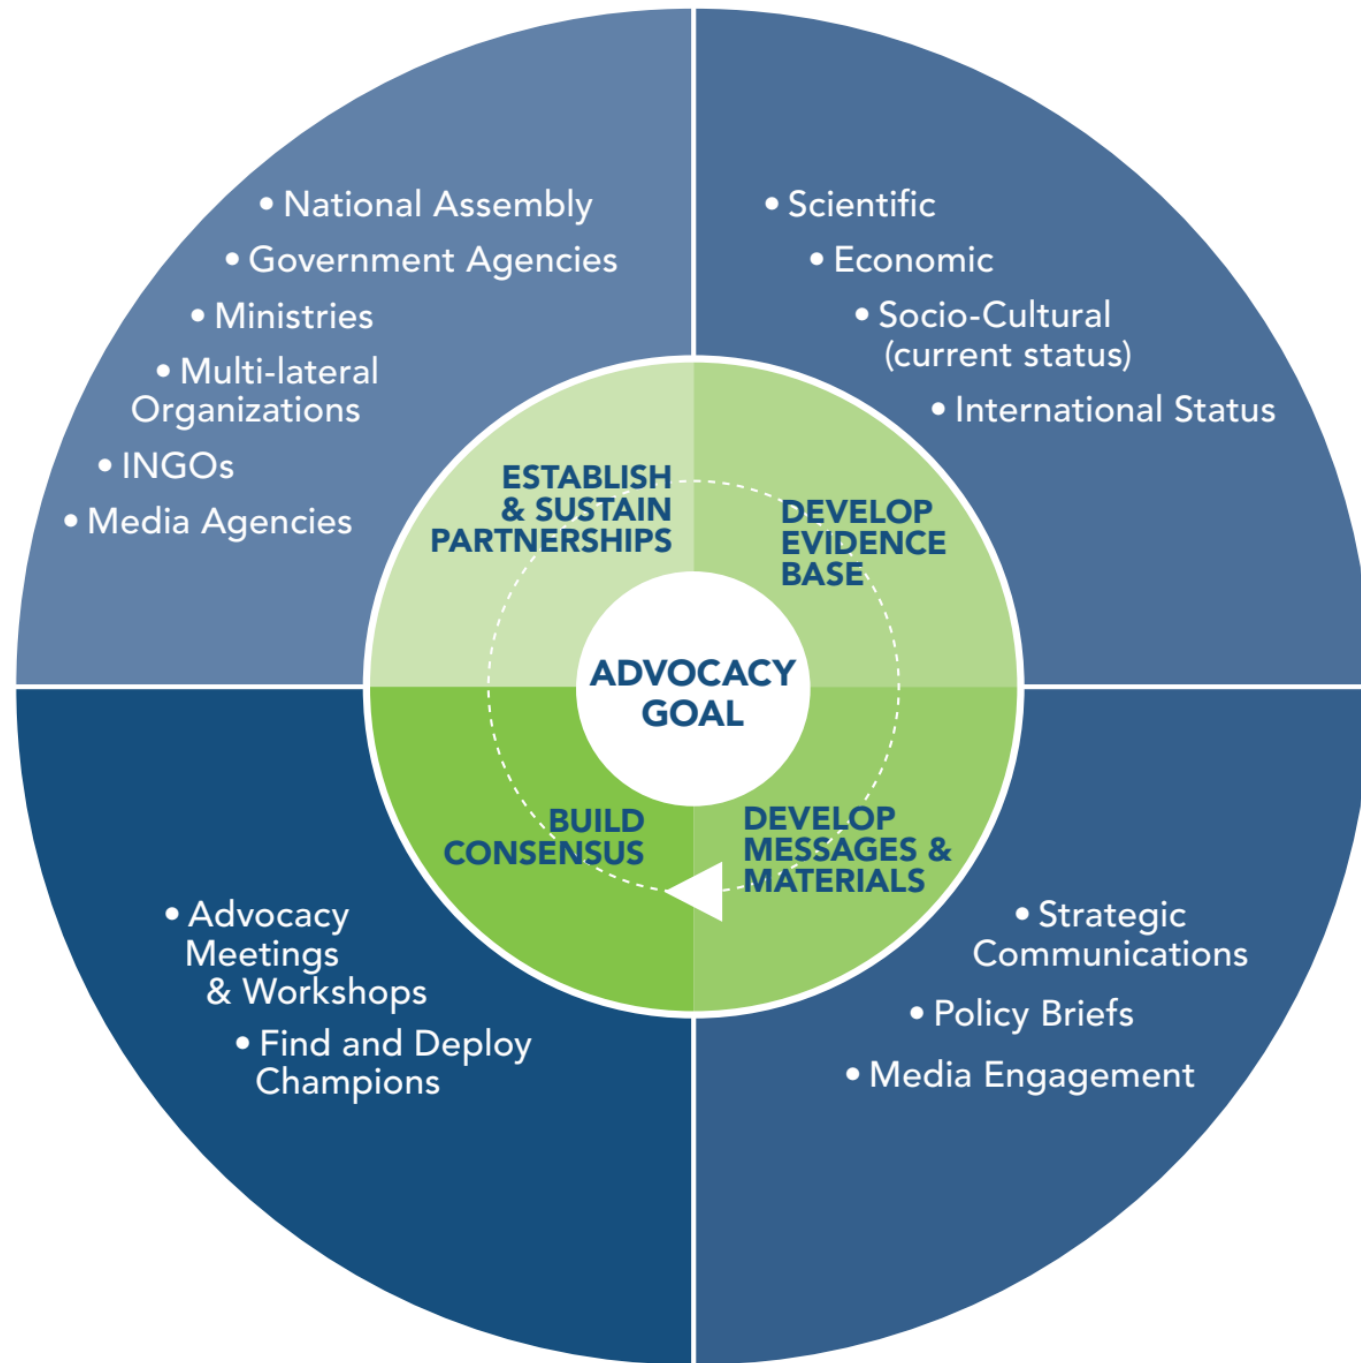 • National Assembly
• Government Agencies
• Ministries
• Multi-lateral
Organizations
• INGOs
• Media Agencies
• Scientific
• Economic
• Socio-Cultural
(current status)
• International Status
ESTABLISH
& SUSTAIN
PARTNERSHIPS
DEVELOP
EVIDENCE
BASE
ADVOCACY
GOAL
BUILD
CONSENSUS
DEVELOP
MESSAGES &
MATERIALS
• Advocacy
Meetings
& Workshops
• Find and Deploy
Champions
• Strategic
Communications
• Policy Briefs
• Media Engagement